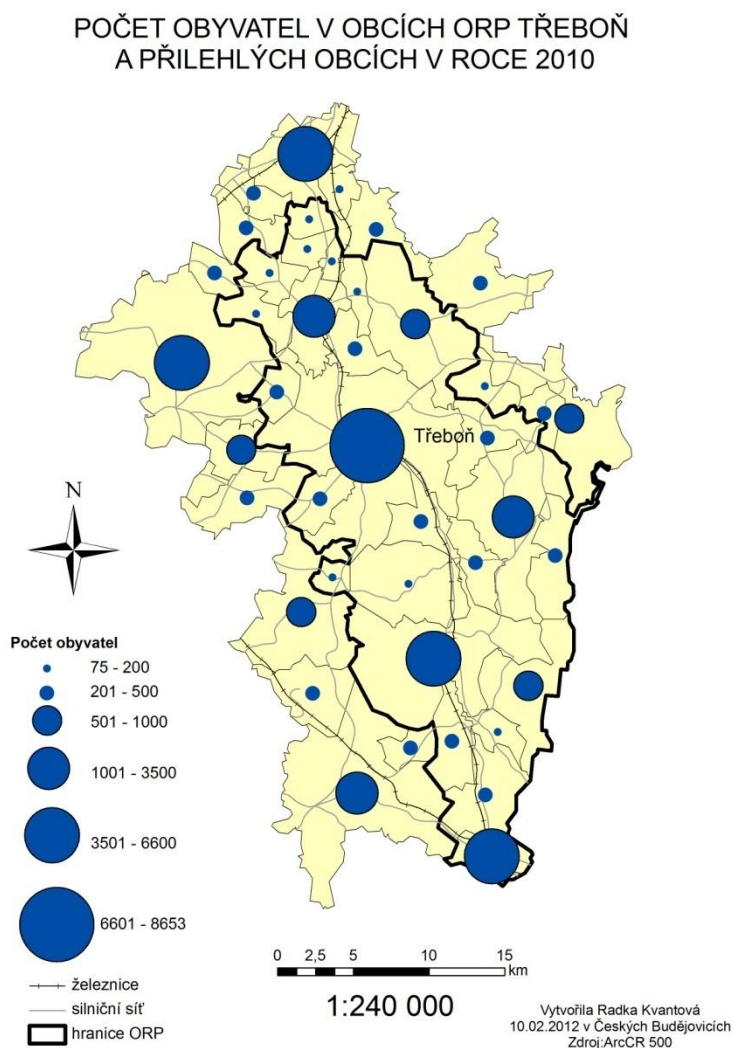 POČET OBYVATEL V OBCÍCH ORP TŘEBOŇ
A PŘILEHLÝCH OBCÍCH V ROCE 2010
Třeboň
N
Počet obyvatel
75 - 200
201 - 500
501 - 1000
1001 - 3500
3501 - 6600
6601 - 8653
železnice
silniční síť
hranice ORP
0 2,5 5 10 15
km
1:240 000
Vytvořila Radka Kvantová
10.02.2012 v Českých Budějovicích
Zdroj:ArcCR 500